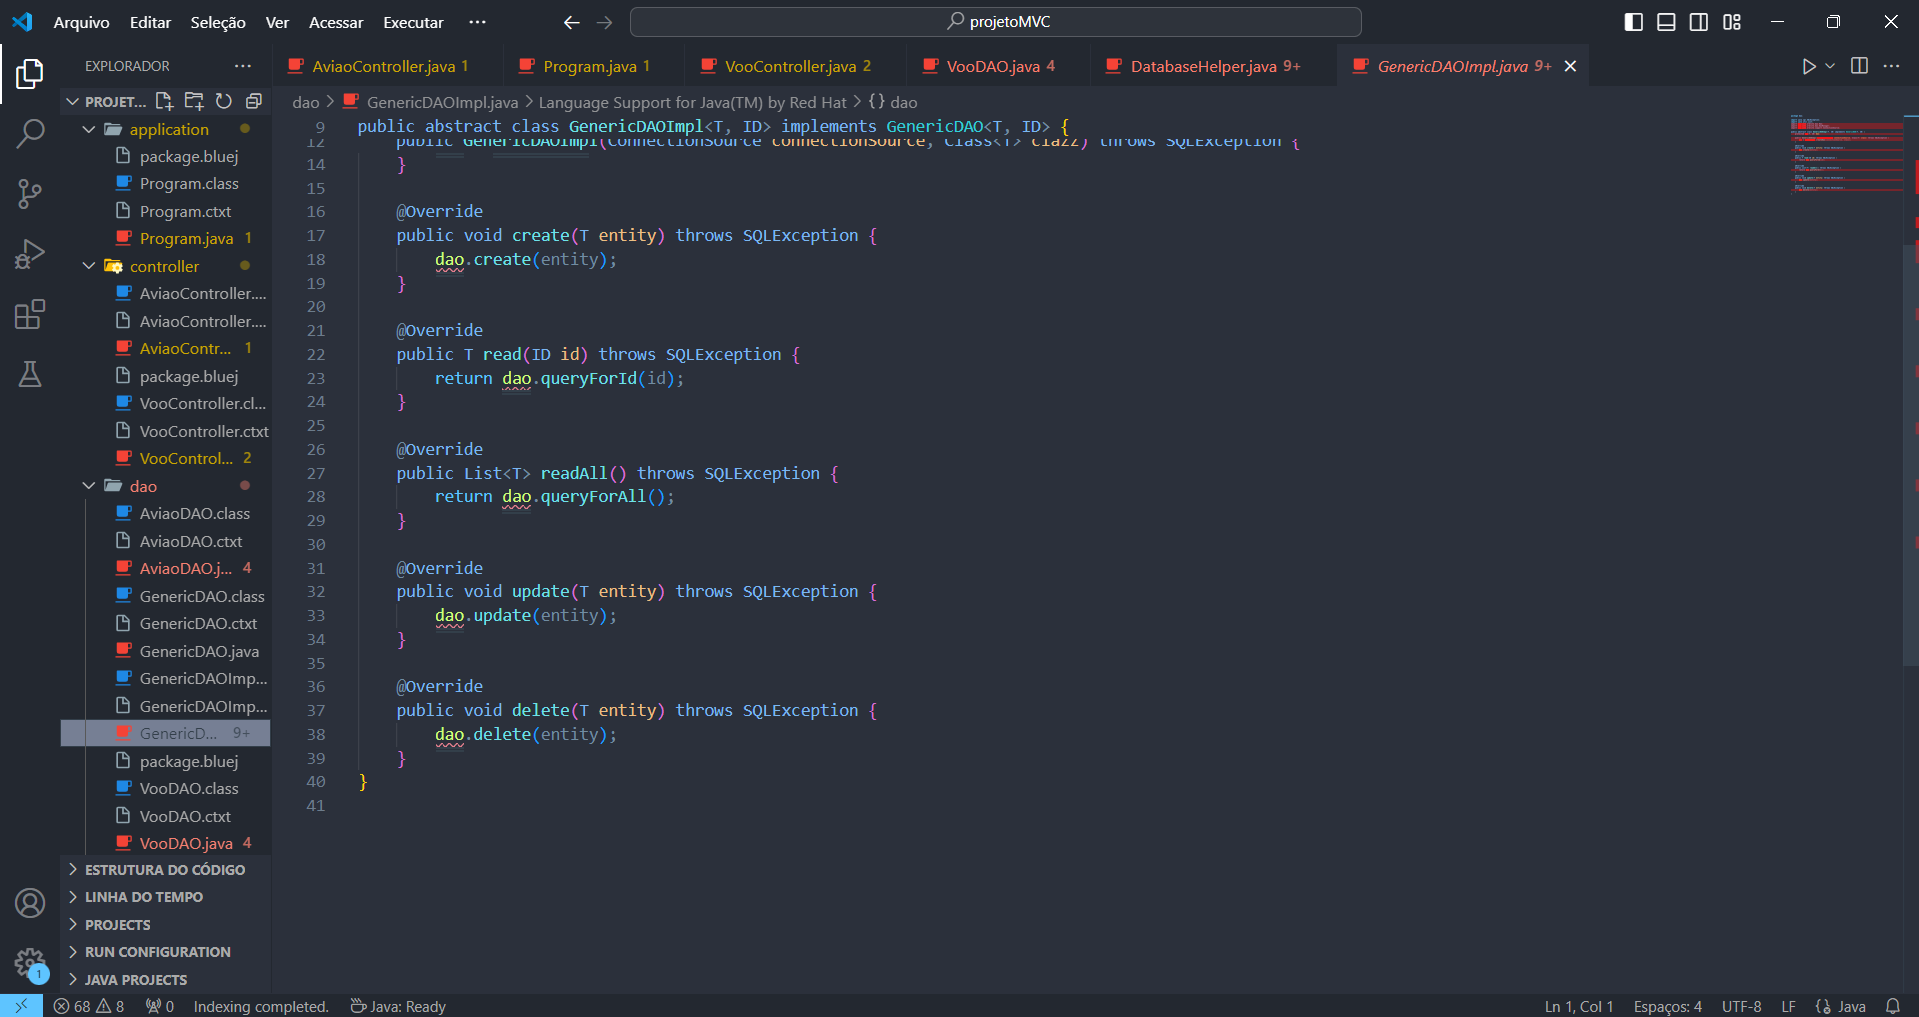 Arquivo Editar Seleção Ver Acessar Executar ···
projetoMVC
EXPLORADOR ···
PROJET...
application
package.bluej
Program.class
Program.ctxt
Program.java 1
controller
AviaoController....
AviaoController....
AviaoContr... 1
package.bluej
VooController.cl...
VooController.ctxt
VooControl... 2
dao
AviaoDAO.class
AviaoDAO.ctxt
AviaoDAO.j... 4
GenericDAO.class
GenericDAO.ctxt
GenericDAO.java
GenericDAOImp...
GenericDAOImp...
GenericD... 9+
package.bluej
VooDAO.class
VooDAO.ctxt
VooDAO.java 4
ESTRUTURA DO CÓDIGO
LINHA DO TEMPO
PROJECTS
RUN CONFIGURATION
JAVA PROJECTS
AviaoController.java 1 Program.java 1 VooController.java 2 VooDAO.java 4 DatabaseHelper.java 9+ GenericDAOImpl.java 9+
dao > GenericDAOImpl.java > Language Support for Java(TM) by Red Hat > {} dao
9 public abstract class GenericDAOImpl<T, ID> implements GenericDAO<T, ID> {
12 public GenericDAOImpl(ConnectionSource connectionSource, Class<T> clazz) throws SQLException {
14 }
15
16 @Override
17 public void create(T entity) throws SQLException {
18 dao.create(entity);
19 }
20
21 @Override
22 public T read(ID id) throws SQLException {
23 return dao.queryForId(id);
24 }
25
26 @Override
27 public List<T> readAll() throws SQLException {
28 return dao.queryForAll();
29 }
30
31 @Override
32 public void update(T entity) throws SQLException {
33 dao.update(entity);
34 }
35
36 @Override
37 public void delete(T entity) throws SQLException {
38 dao.delete(entity);
39 }
40 }
41
1
68 8 0 Indexing completed. Java: Ready
Ln 1, Col 1 Espaços: 4 UTF-8 LF {} Java